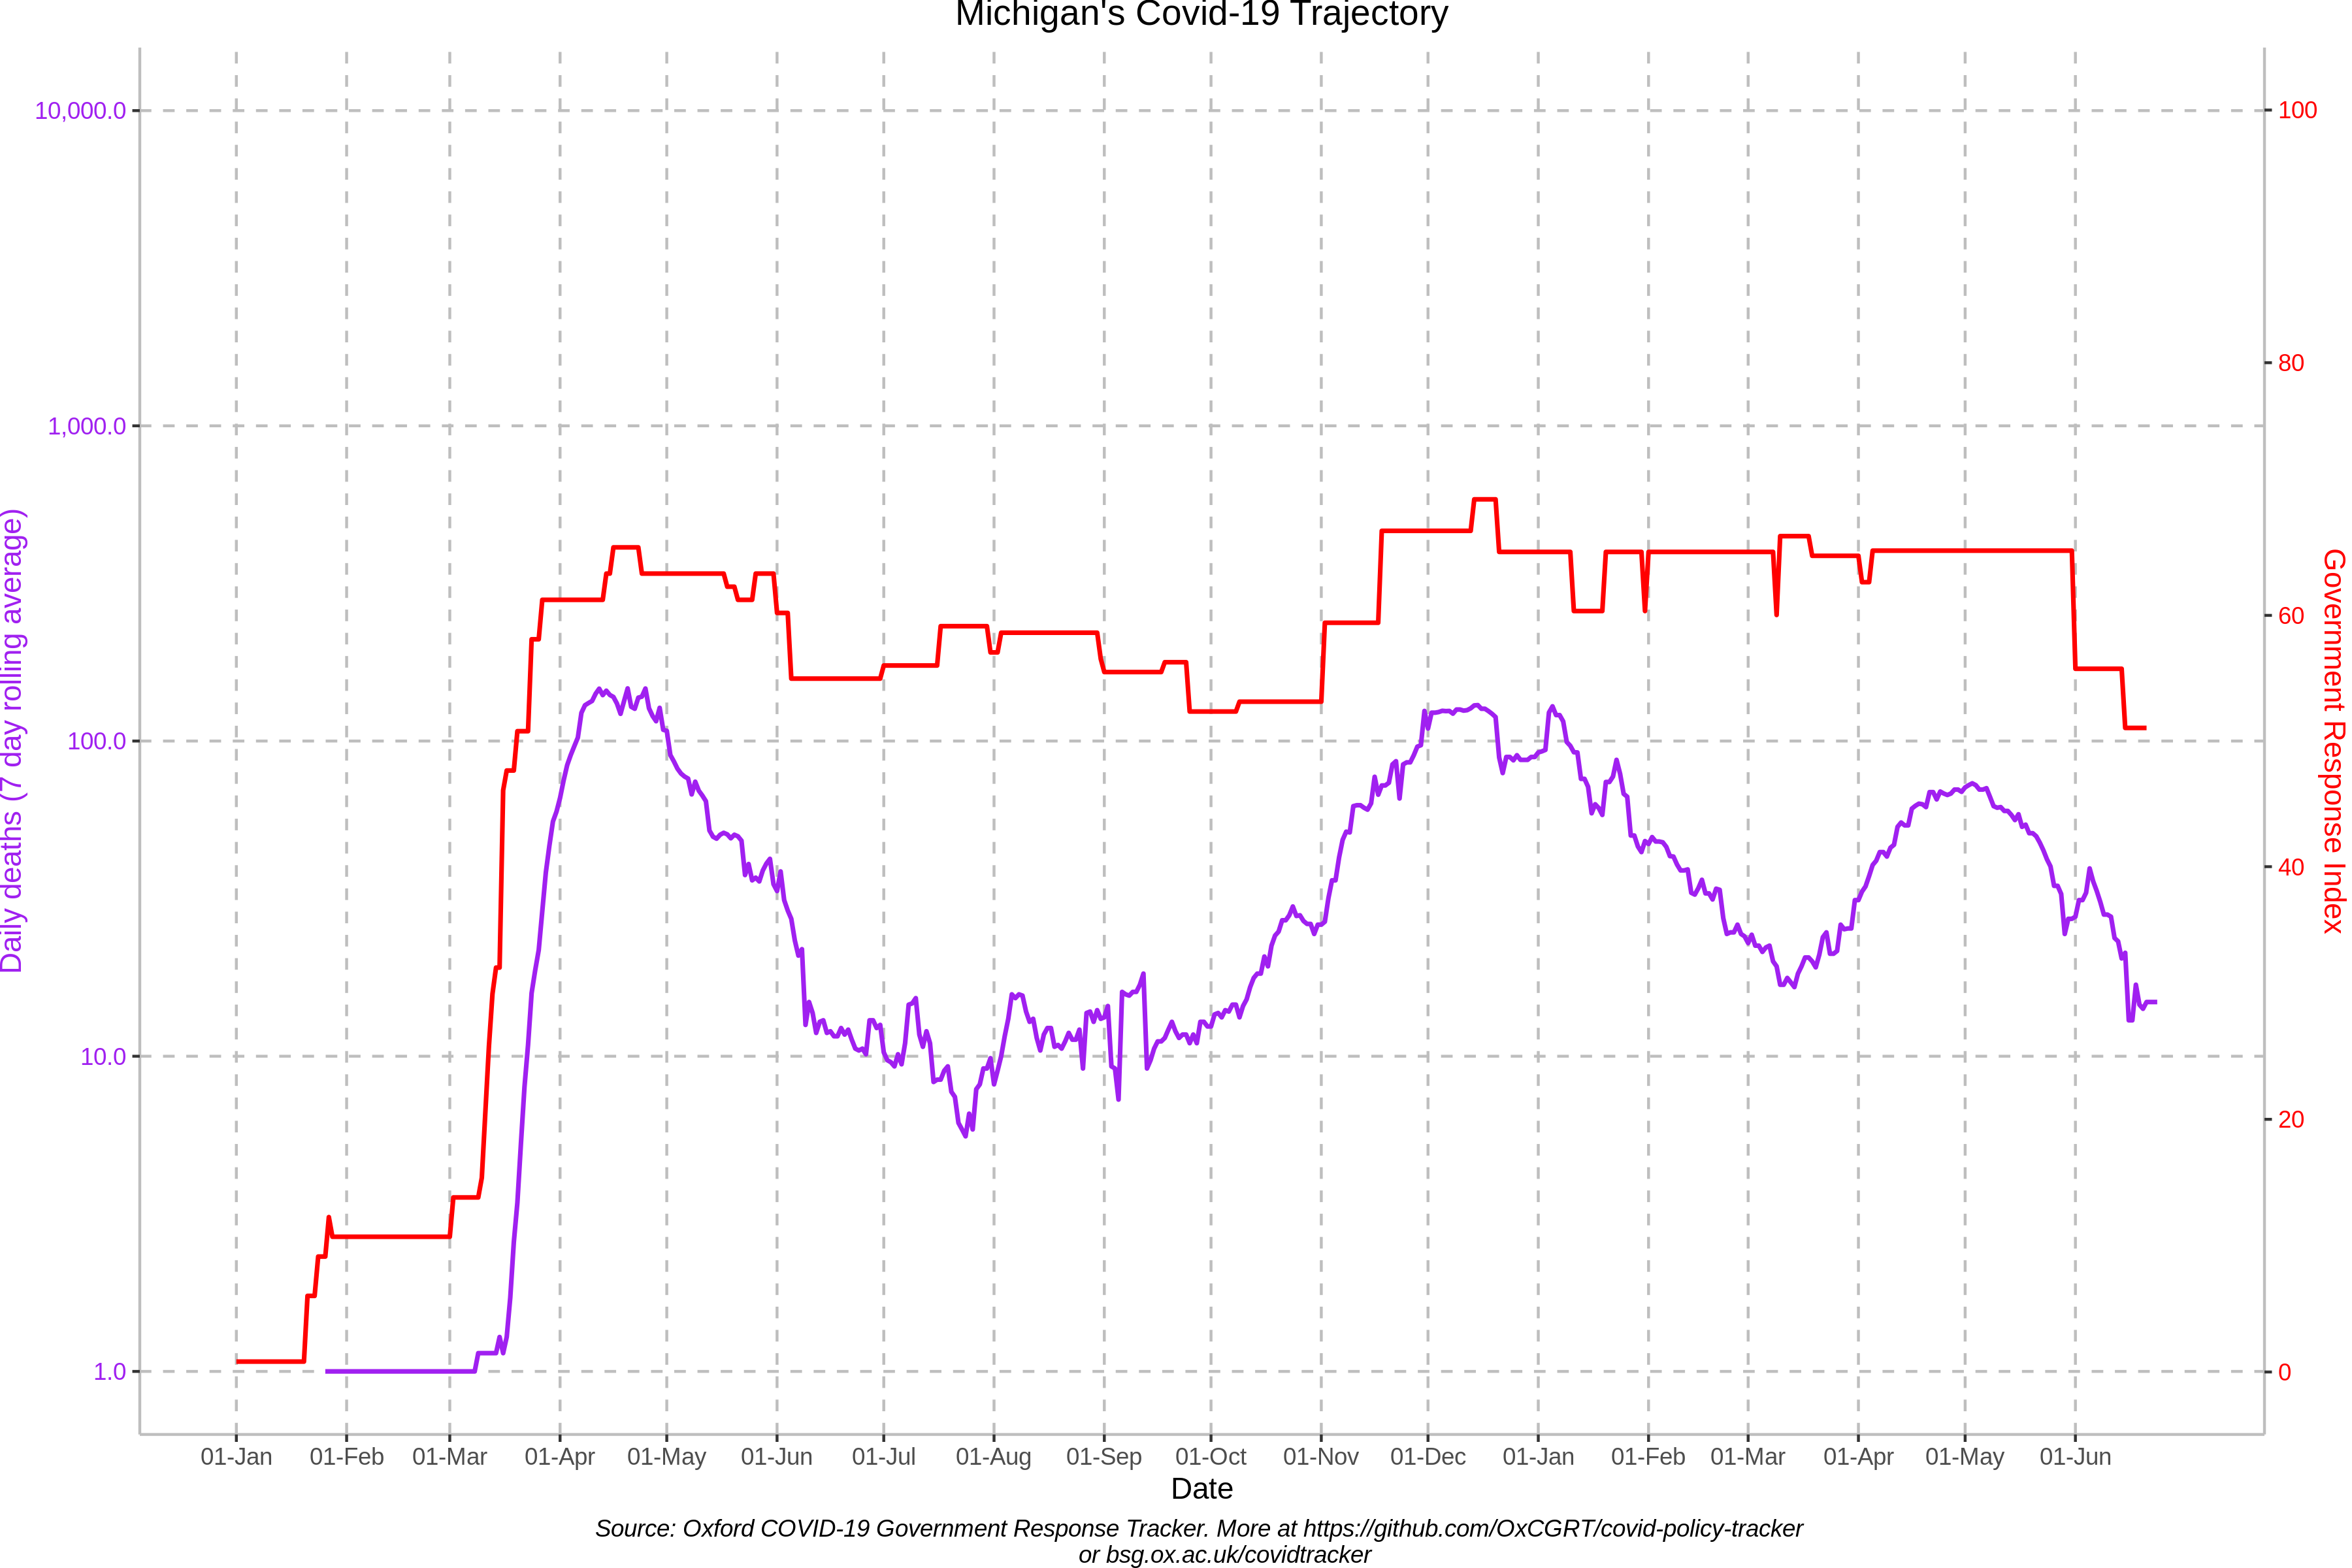 Michigan's Covid-19 Trajectory
10,000.0
1,000.0
100.0
10.0
1.0
Daily deaths (7 day rolling average)
100
80
60
40
20
0
Government Response Index
01-Jan 01-Feb 01-Mar 01-Apr 01-May 01-Jun 01-Jul 01-Aug 01-Sep 01-Oct 01-Nov 01-Dec 01-Jan 01-Feb 01-Mar 01-Apr 01-May 01-Jun
Date
Source: Oxford COVID-19 Government Response Tracker. More at https://github.com/OxCGRT/covid-policy-tracker
or bsg.ox.ac.uk/covidtracker